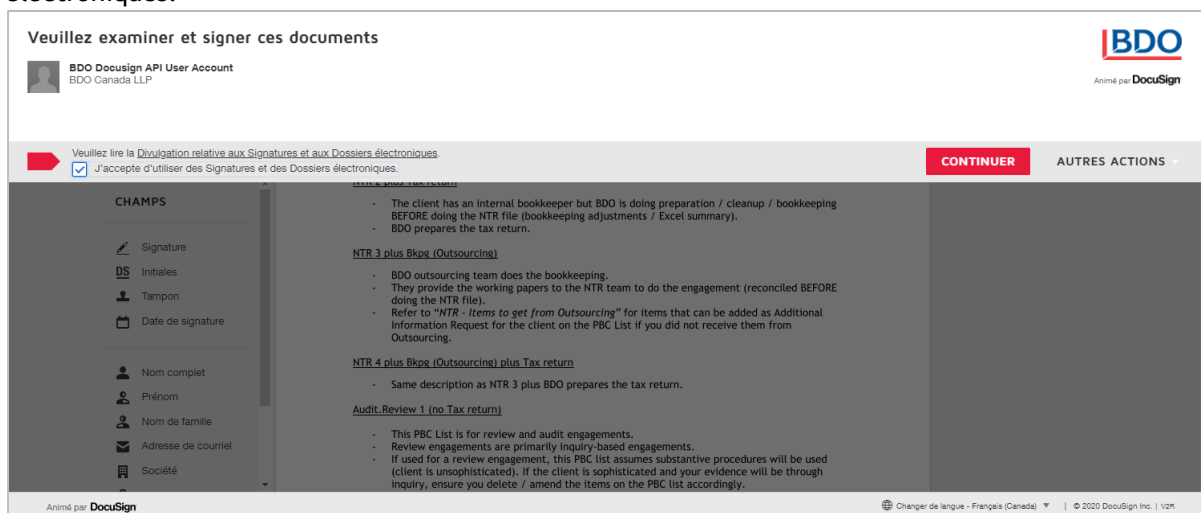 Veuillez examiner et signer ces documents
BDO Docusign API User Account
BDO Canada LLP
BDO
Animé par DocuSign
Veuillez lire la Divulgation relative aux Signatures et aux Dossiers électroniques.
J'accepte d'utiliser des Signatures et des Dossiers électroniques.
CONTINUER
AUTRES ACTIONS
CHAMPS
Signature
DS Initiales
Tampon
Date de signature
Nom complet
Prénom
Nom de famille
Adresse de courriel
Société
- The client has an internal bookkeeper but BDO is doing preparation / cleanup / bookkeeping
BEFORE doing the NTR file (bookkeeping adjustments / Excel summary).
- BDO prepares the tax return.
NTR 3 plus Bkpg (Outsourcing)
- BDO outsourcing team does the bookkeeping.
- They provide the working papers to the NTR team to do the engagement (reconciled BEFORE
doing the NTR file).
- Refer to "NTR - Items to get from Outsourcing" for items that can be added as Additional
Information Request for the client on the PBC List if you did not receive them from
Outsourcing.
NTR 4 plus Bkpg (Outsourcing) plus Tax return
- Same description as NTR 3 plus BDO prepares the tax return.
Audit.Review 1 (no Tax return)
- This PBC List is for review and audit engagements.
- Review engagements are primarily inquiry-based engagements.
- If used for a review engagement, this PBC list assumes substantive procedures will be used
(client is unsophisticated). If the client is sophisticated and your evidence will be through
inquiry, ensure you delete / amend the items on the PBC list accordingly.
Animé par DocuSign
Changer de langue - Français (Canada) ▼ | © 2020 DocuSign Inc. | V2R